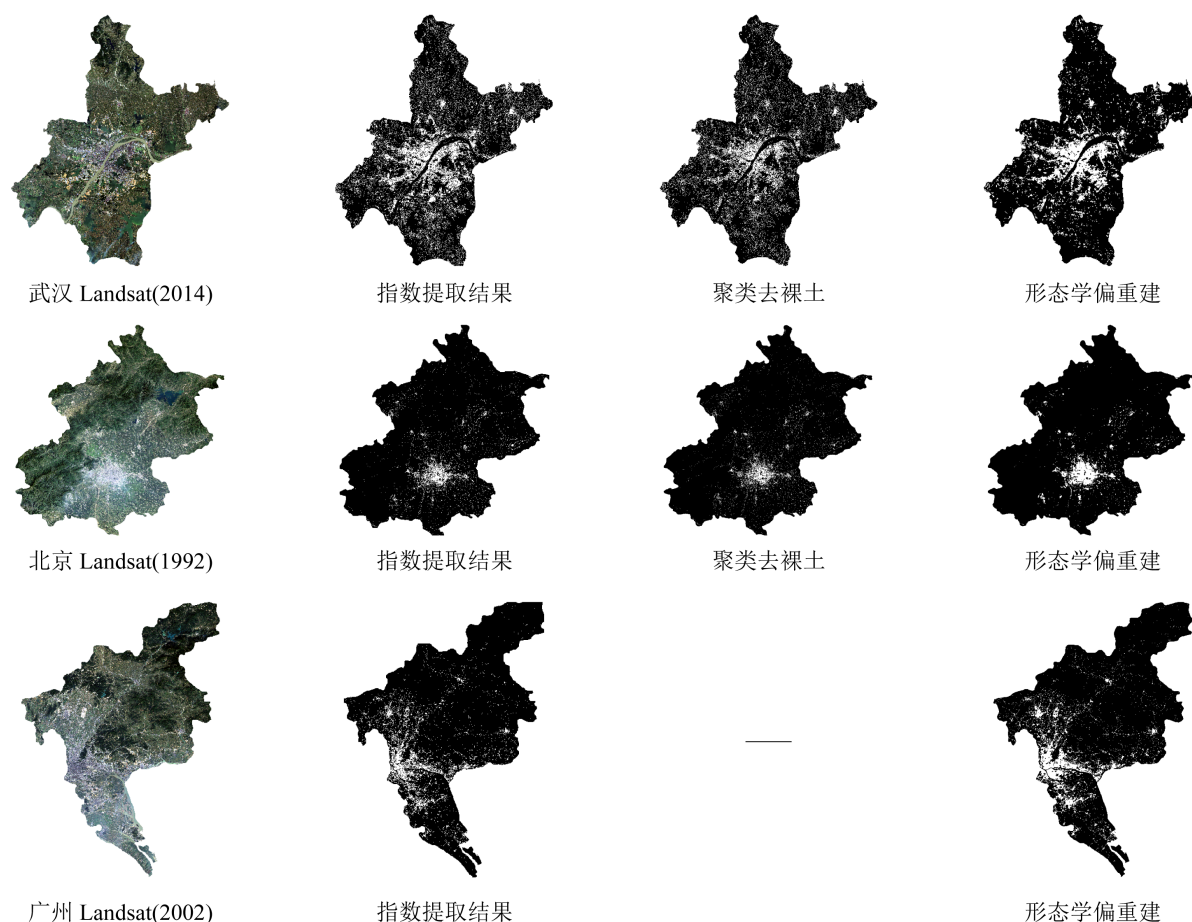 武汉 Landsat(2014) 指数提取结果 聚类去裸土 形态学偏重建
北京 Landsat(1992) 指数提取结果 聚类去裸土 形态学偏重建
广州 Landsat(2002) 指数提取结果 形态学偏重建